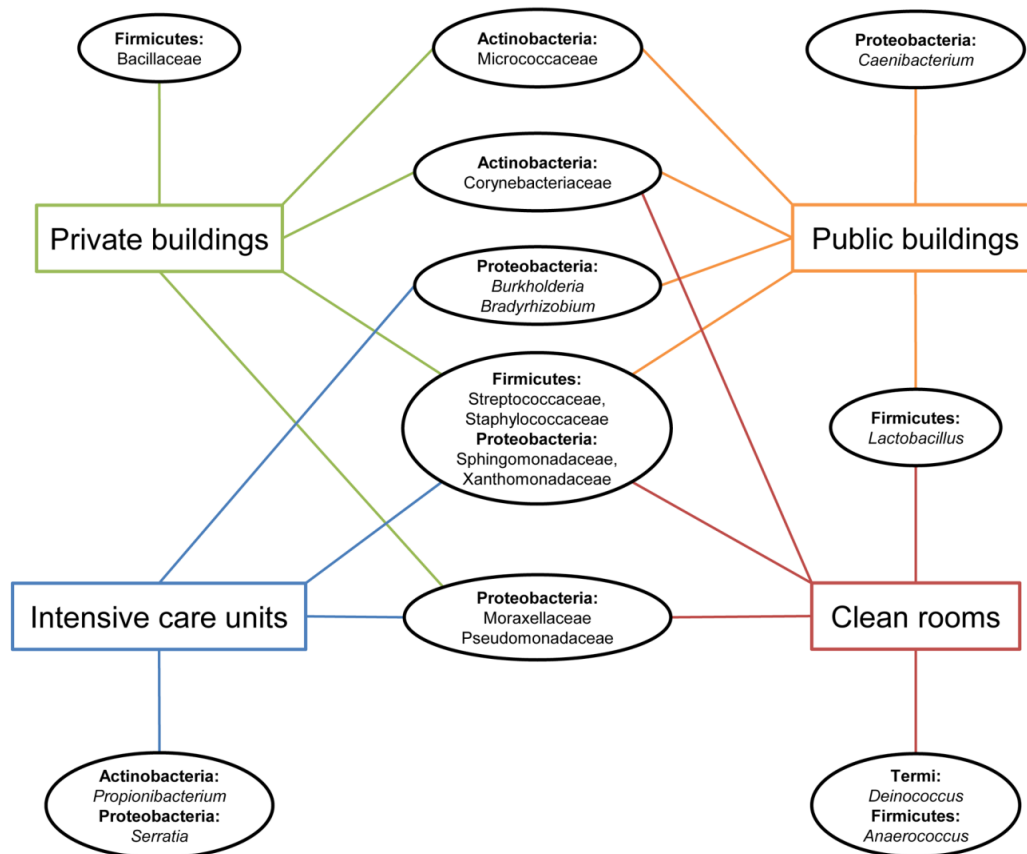 Firmicutes:
Bacillaceae
Actinobacteria:
Micrococcaceae
Proteobacteria:
Caenibacterium
Actinobacteria:
Corynebacteriaceae
Private buildings
Public buildings
Proteobacteria:
Burkholderia
Bradyrhizobium
Firmicutes:
Streptococcaceae,
Staphylococcaceae
Proteobacteria:
Sphingomonadaceae,
Xanthomonadaceae
Firmicutes:
Lactobacillus
Intensive care units
Proteobacteria:
Moraxellaceae
Pseudomonadaceae
Clean rooms
Actinobacteria:
Propionibacterium
Proteobacteria:
Serratia
Termi:
Deinococcus
Firmicutes:
Anaerococcus